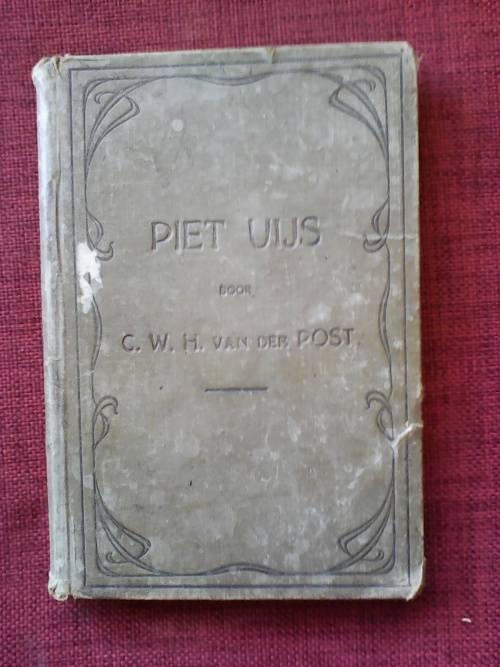 PIET UIJS
DOOR
C. W. H. VAN DER POST.